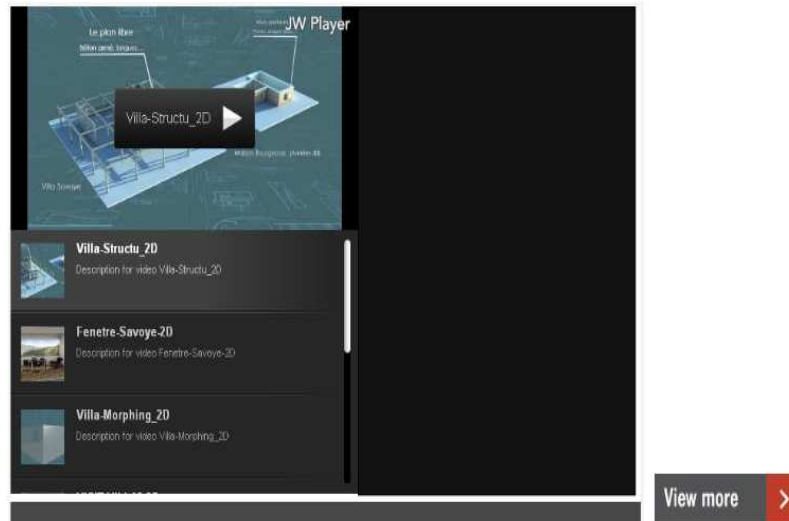 Le plan libre
JW Player
Villa-Structu_2D
Villa Savoye
Villa-Structu_2D
Description for video Villa-Structu_2D
Fenetre-Savoye-2D
Description for video Fenetre-Savoye-2D
Villa-Morphing_2D
Description for video Villa-Morphing_2D
View more